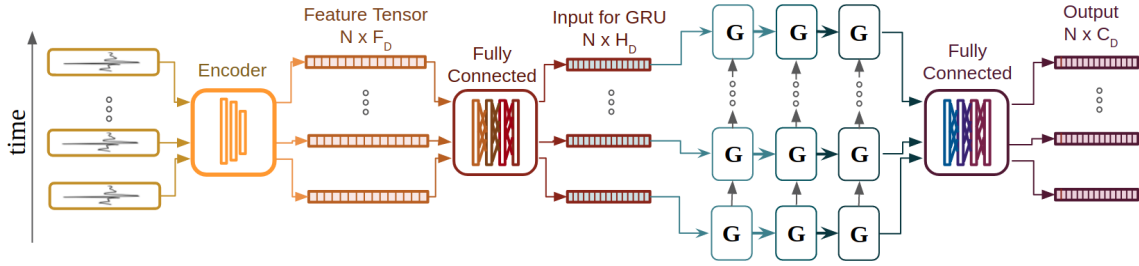 time
Encoder
Feature Tensor
N x F_D
Fully
Connected
Input for GRU
N x H_D
G G G
G G G
G G G
Fully
Connected
Output
N x C_D